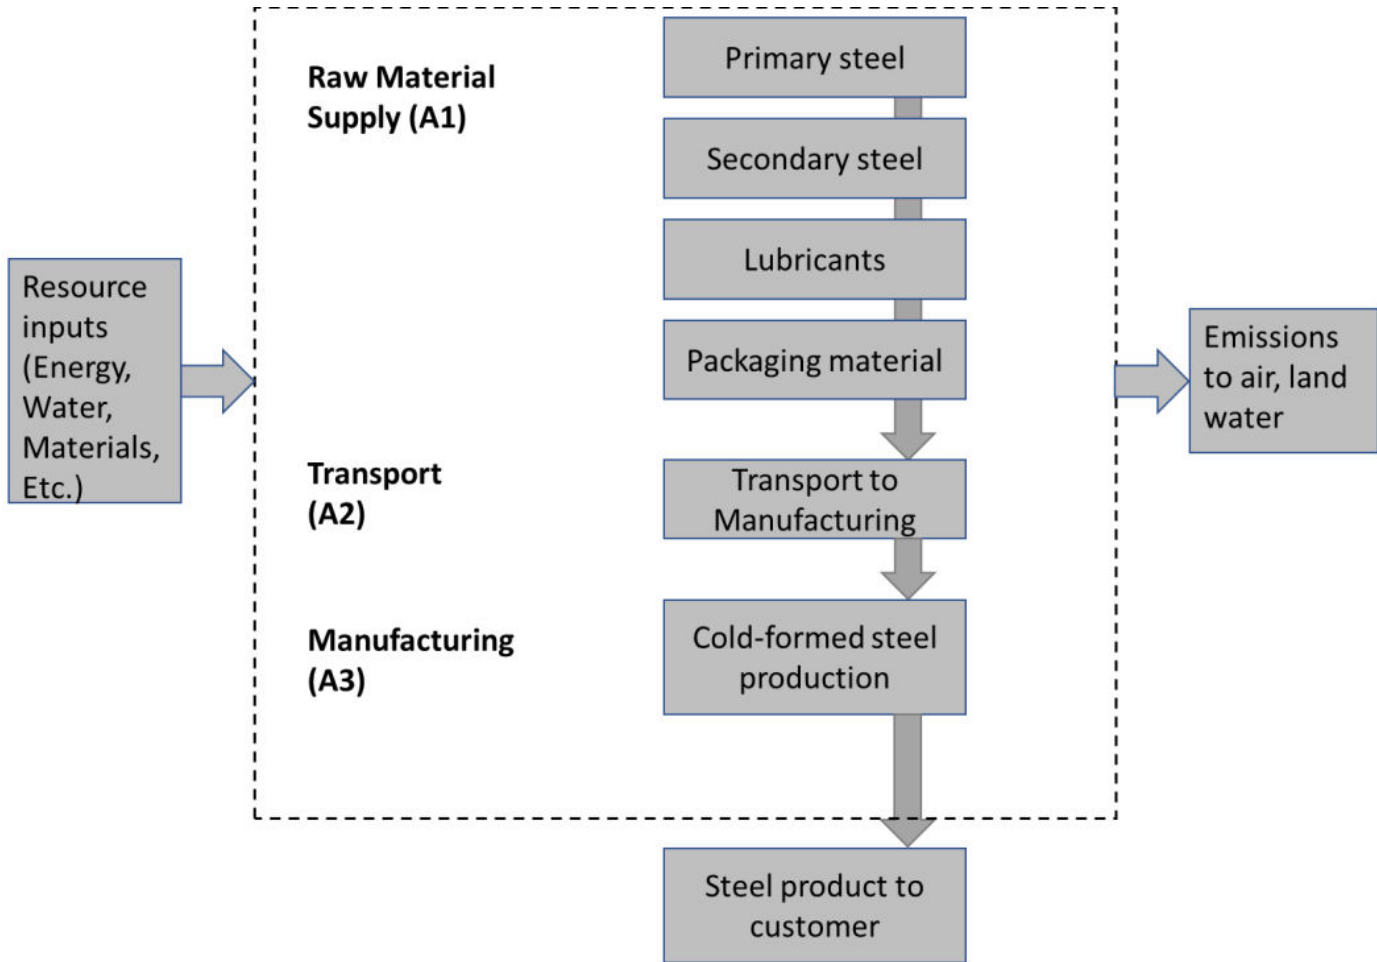 Primary steel
Raw Material
Supply (A1)
Secondary steel
Lubricants
Packaging material
Resource
inputs
(Energy,
Water,
Materials,
Etc.)
Emissions
to air, land
water
Transport
(A2)
Transport to
Manufacturing
Manufacturing
(A3)
Cold-formed steel
production
Steel product to
customer